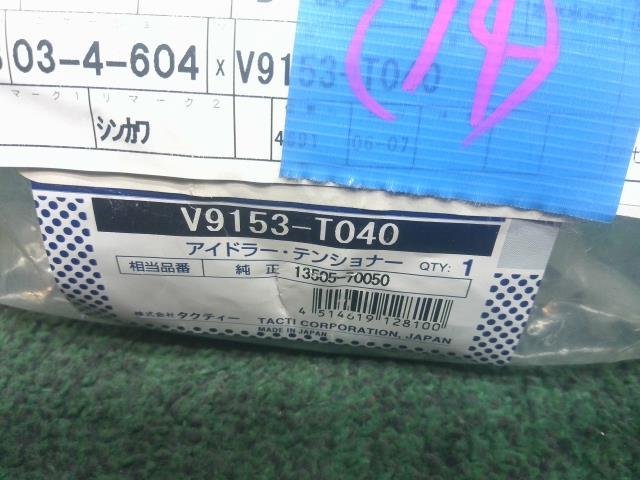 03-4-604 x V9153-T040
マーク1 リマーク2
シンカワ
06-07
V9153-T040
アイドラー・テンショナー QTY: 1
相当品番 純正 13505-70050
4 514619 128100
株式会社 タクティー TACTI CORPORATION, JAPAN
MADE IN JAPAN